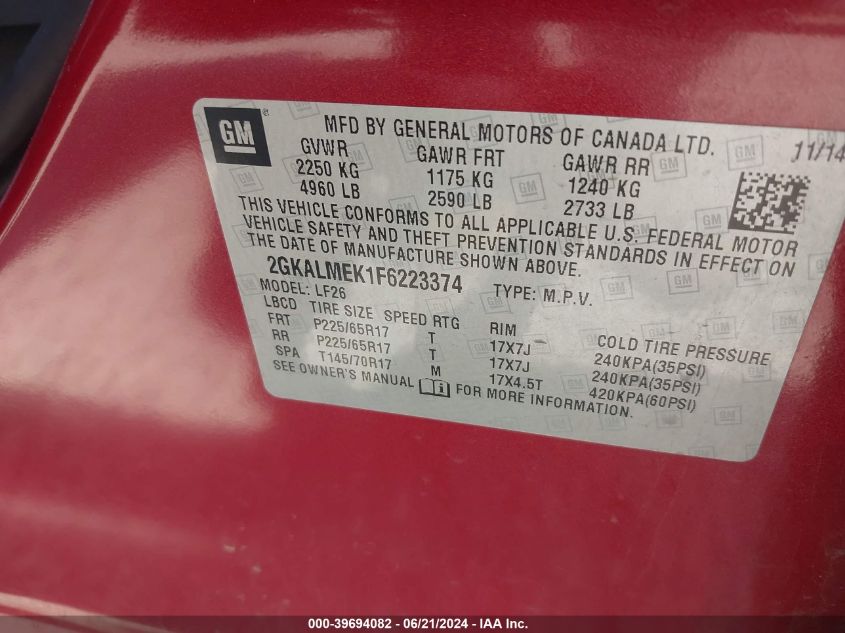 GM ®
MFD BY GENERAL MOTORS OF CANADA LTD. 11/14
GVWR GAWR FRT GAWR RR
2250 KG 1175 KG 1240 KG
4960 LB 2590 LB 2733 LB
THIS VEHICLE CONFORMS TO ALL APPLICABLE U.S. FEDERAL MOTOR
VEHICLE SAFETY AND THEFT PREVENTION STANDARDS IN EFFECT ON
THE DATE OF MANUFACTURE SHOWN ABOVE.
2GKALMEK1F6223374 TYPE: M.P.V.
MODEL: LF26
LBCD TIRE SIZE SPEED RTG RIM COLD TIRE PRESSURE
FRT P225/65R17 T 17X7J 240KPA(35PSI)
RR P225/65R17 T 17X7J 240KPA(35PSI)
SPA T145/70R17 M 17X4.5T 420KPA(60PSI)
SEE OWNER'S MANUAL FOR MORE INFORMATION.
000-39694082 - 06/21/2024 - IAA Inc.